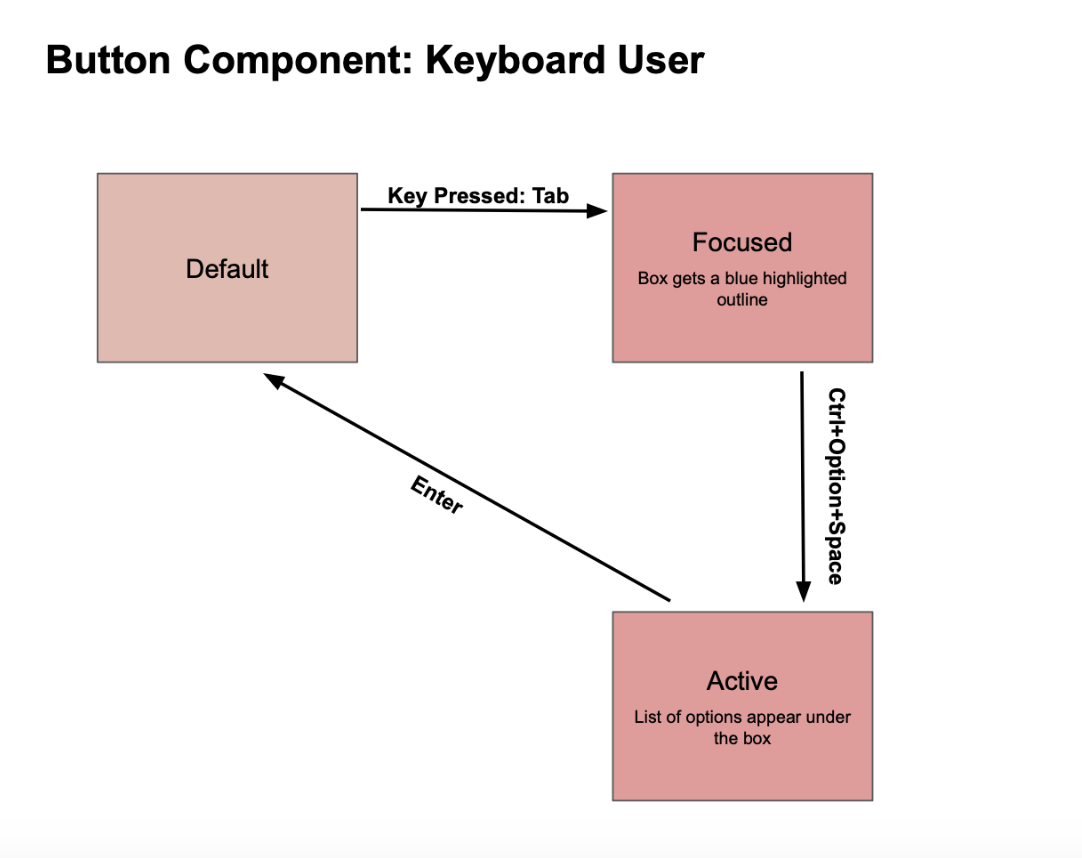 Button Component: Keyboard User
Key Pressed: Tab
Default
Focused
Box gets a blue highlighted
outline
Ctrl+Option+Space
Enter
Active
List of options appear under
the box